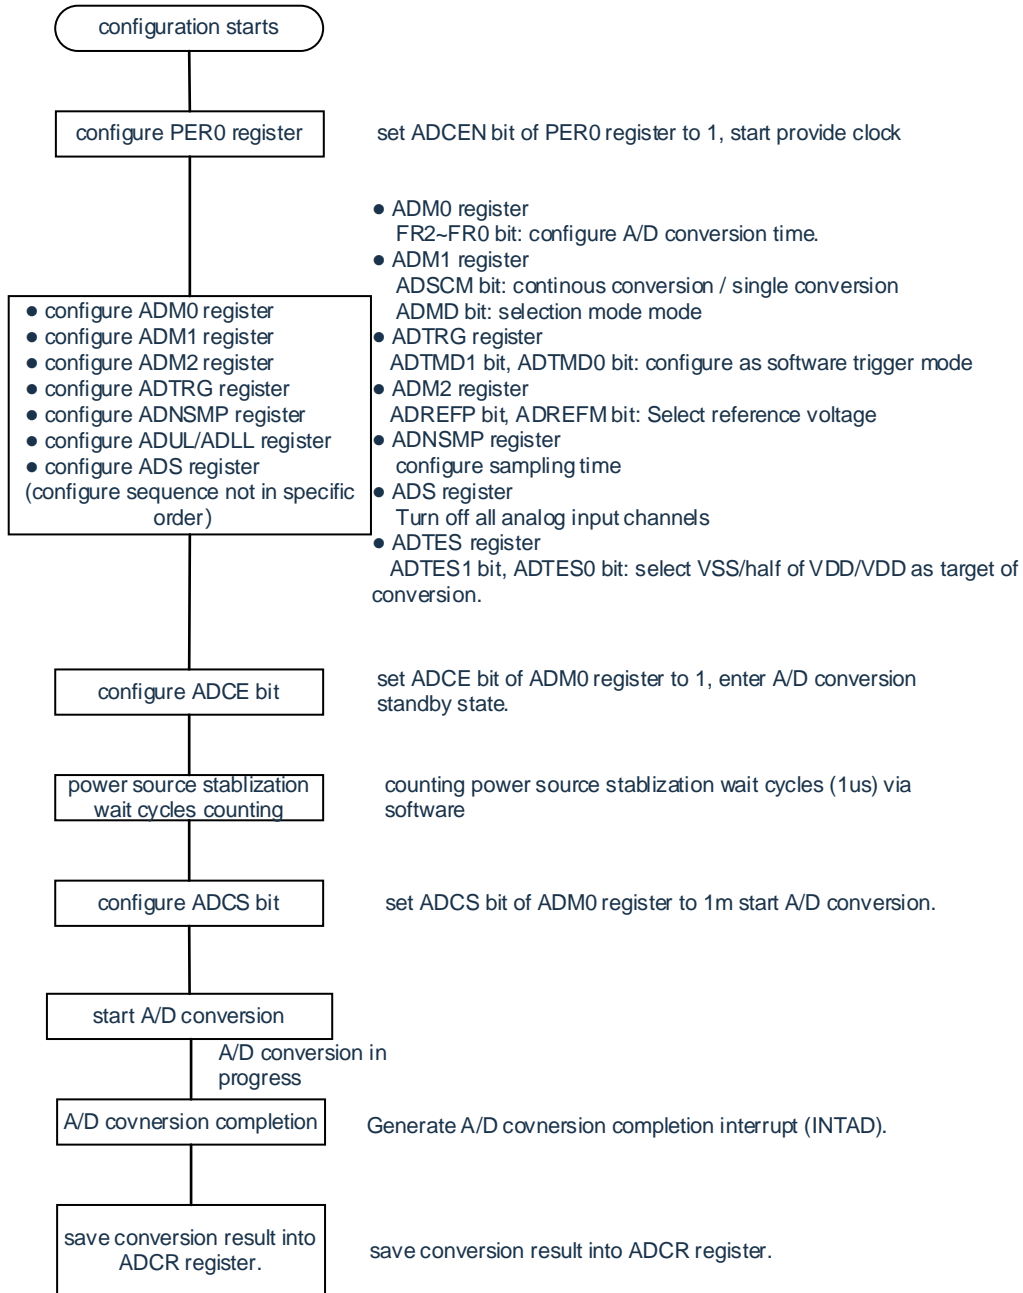 configuration starts
configure PER0 register
set ADCEN bit of PER0 register to 1, start provide clock
● ADM0 register
FR2~FR0 bit: configure A/D conversion time.
● ADM1 register
ADSCM bit: continous conversion / single conversion
ADMD bit: selection mode mode
● ADTRG register
ADTMD1 bit, ADTMD0 bit: configure as software trigger mode
● ADM2 register
ADREFP bit, ADREFM bit: Select reference voltage
● ADNSMP register
configure sampling time
● ADS register
Turn off all analog input channels
● ADTES register
ADTES1 bit, ADTES0 bit: select VSS/half of VDD/VDD as target of
conversion.
● configure ADM0 register
● configure ADM1 register
● configure ADM2 register
● configure ADTRG register
● configure ADNSMP register
● configure ADUL/ADLL register
● configure ADS register
(configure sequence not in specific
order)
configure ADCE bit
set ADCE bit of ADM0 register to 1, enter A/D conversion
standby state.
power source stablization
wait cycles counting
counting power source stablization wait cycles (1us) via
software
configure ADCS bit
set ADCS bit of ADM0 register to 1m start A/D conversion.
start A/D conversion
A/D conversion in
progress
A/D covnersion completion
Generate A/D covnersion completion interrupt (INTAD).
save conversion result into
ADCR register.
save conversion result into ADCR register.